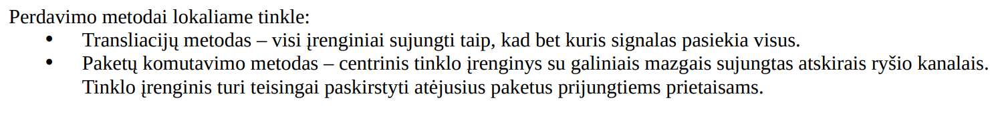 Perdavimo metodai lokaliame tinkle:
• Transliacijų metodas – visi įrenginiai sujungti taip, kad bet kuris signalas pasiekia visus.
• Paketų komutavimo metodas – centrinis tinklo įrenginys su galiniais mazgais sujungtas atskirais ryšio kanalais.
Tinklo įrenginis turi teisingai paskirstyti atėjusius paketus prijungtiems prietaisams.